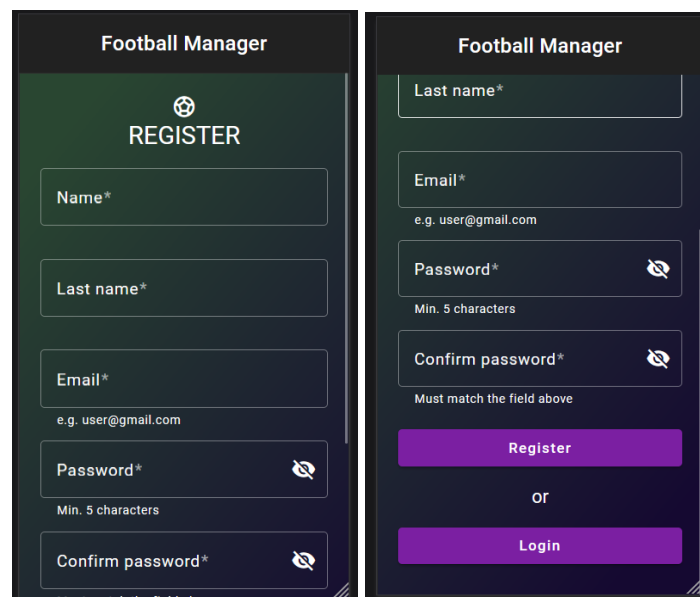 Football Manager
REGISTER
Name*
Last name*
Email*
e.g. user@gmail.com
Password*
Min. 5 characters
Confirm password*
Football Manager
Last name*
Email*
e.g. user@gmail.com
Password*
Min. 5 characters
Confirm password*
Must match the field above
Register
or
Login